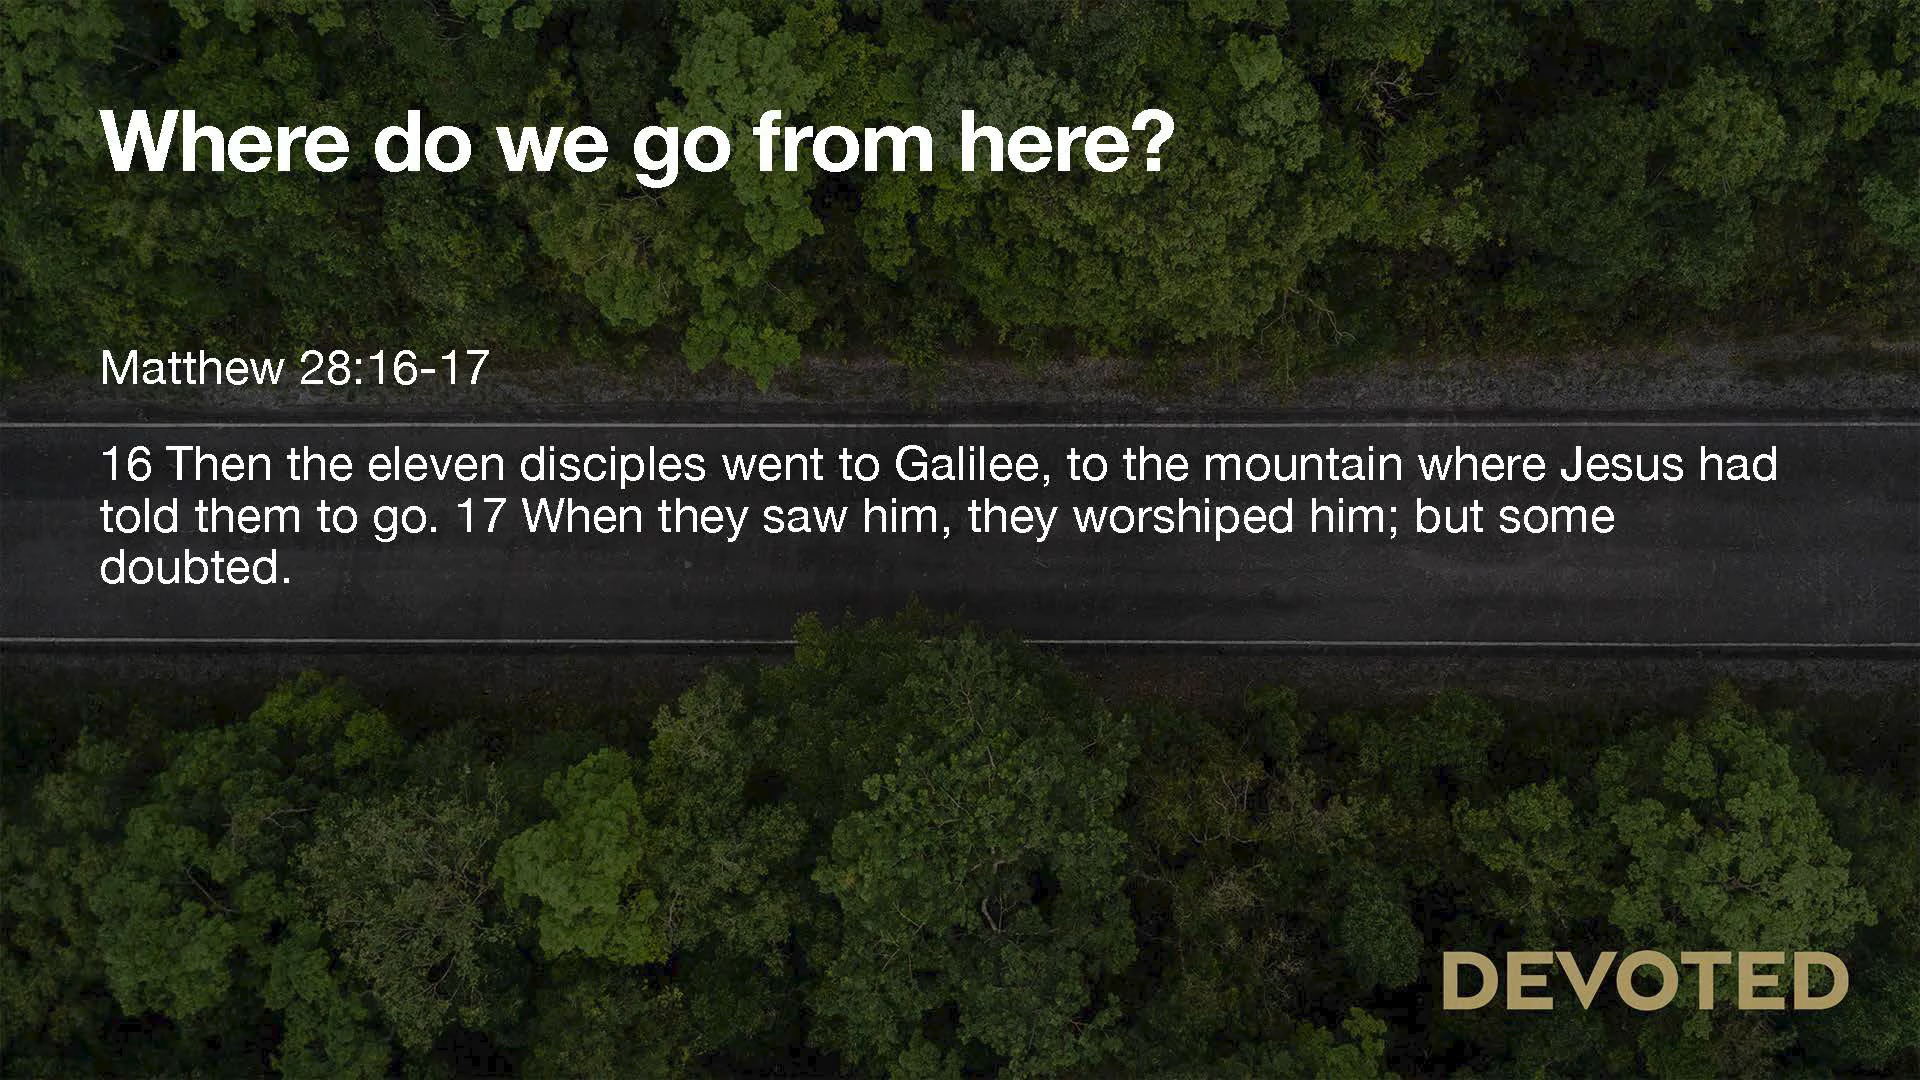 Where do we go from here?
Matthew 28:16-17
16 Then the eleven disciples went to Galilee, to the mountain where Jesus had
told them to go. 17 When they saw him, they worshiped him; but some
doubted.
DEVOTED